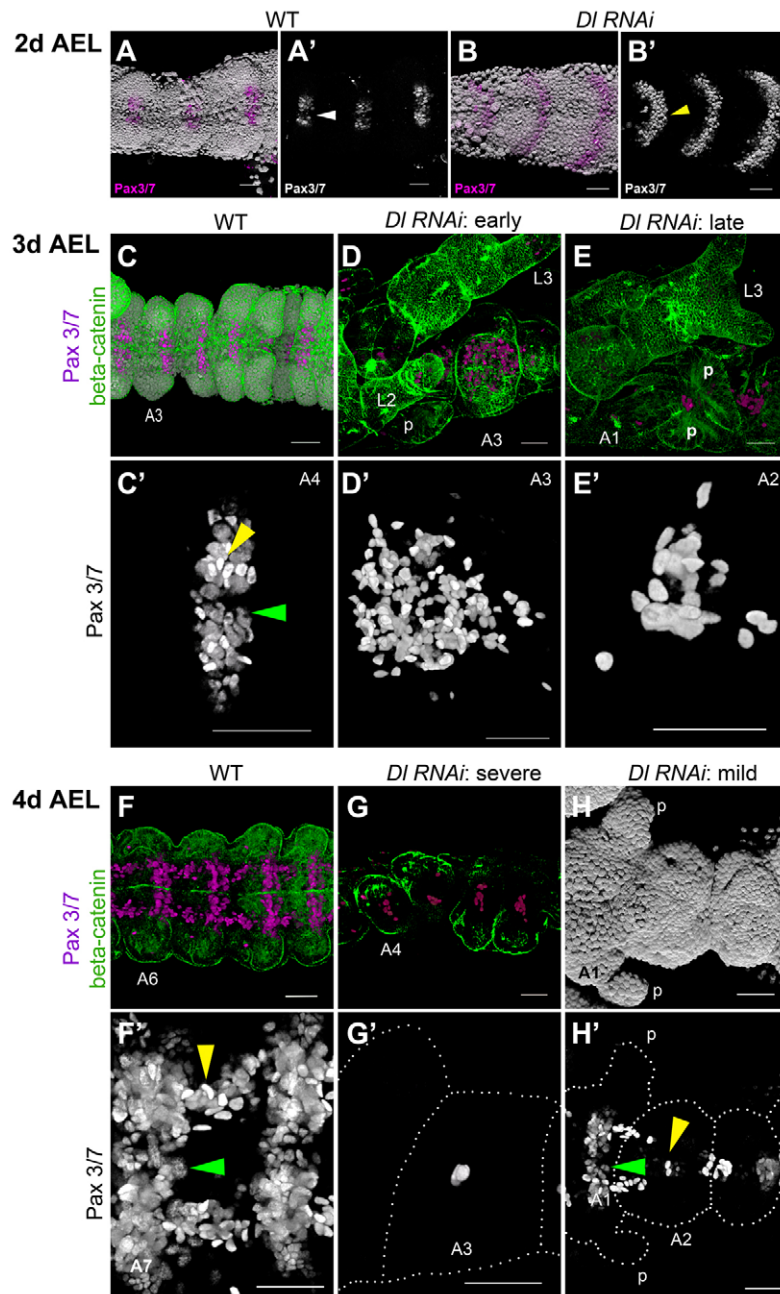 WT
Dl RNAi
2d AEL
A
A'
B
B'
Pax3/7
Pax3/7
Pax3/7
Pax3/7
WT
Dl RNAi: early
Dl RNAi: late
3d AEL
Pax 3/7
beta-catenin
C
D
E
A3
L3
L2
p
A3
L3
p
p
A1
Pax 3/7
C'
A4
D'
A3
E'
A2
WT
Dl RNAi: severe
Dl RNAi: mild
4d AEL
Pax 3/7
beta-catenin
F
G
H
A6
A4
p
A1
p
Pax 3/7
F'
G'
H'
p
A7
A3
A1
A2
p